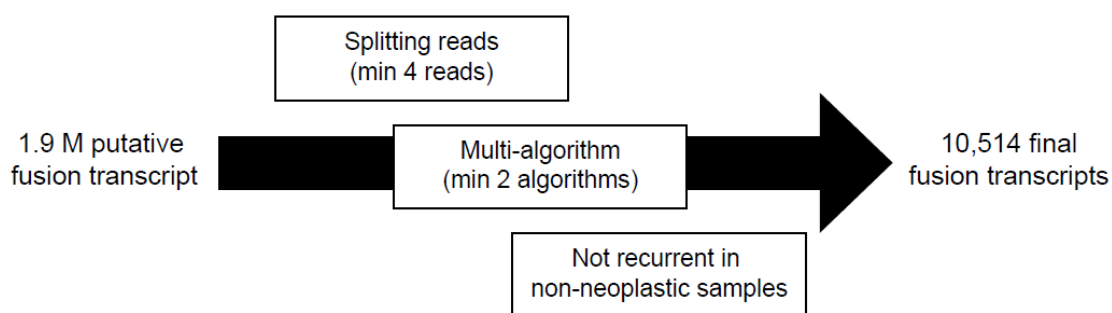 Splitting reads
(min 4 reads)
1.9 M putative
fusion transcript
Multi-algorithm
(min 2 algorithms)
10,514 final
fusion transcripts
Not recurrent in
non-neoplastic samples